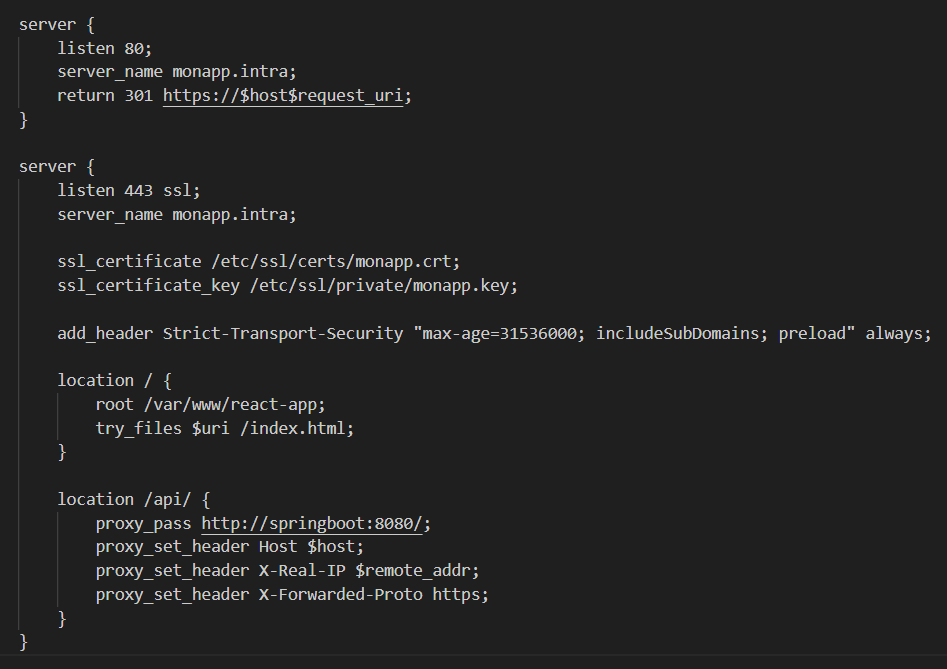 server {
    listen 80;
    server_name monapp.intra;
    return 301 https://$host$request_uri;
}

server {
    listen 443 ssl;
    server_name monapp.intra;

    ssl_certificate /etc/ssl/certs/monapp.crt;
    ssl_certificate_key /etc/ssl/private/monapp.key;

    add_header Strict-Transport-Security "max-age=31536000; includeSubDomains; preload" always;

    location / {
        root /var/www/react-app;
        try_files $uri /index.html;
    }

    location /api/ {
        proxy_pass http://springboot:8080/;
        proxy_set_header Host $host;
        proxy_set_header X-Real-IP $remote_addr;
        proxy_set_header X-Forwarded-Proto https;
    }
}